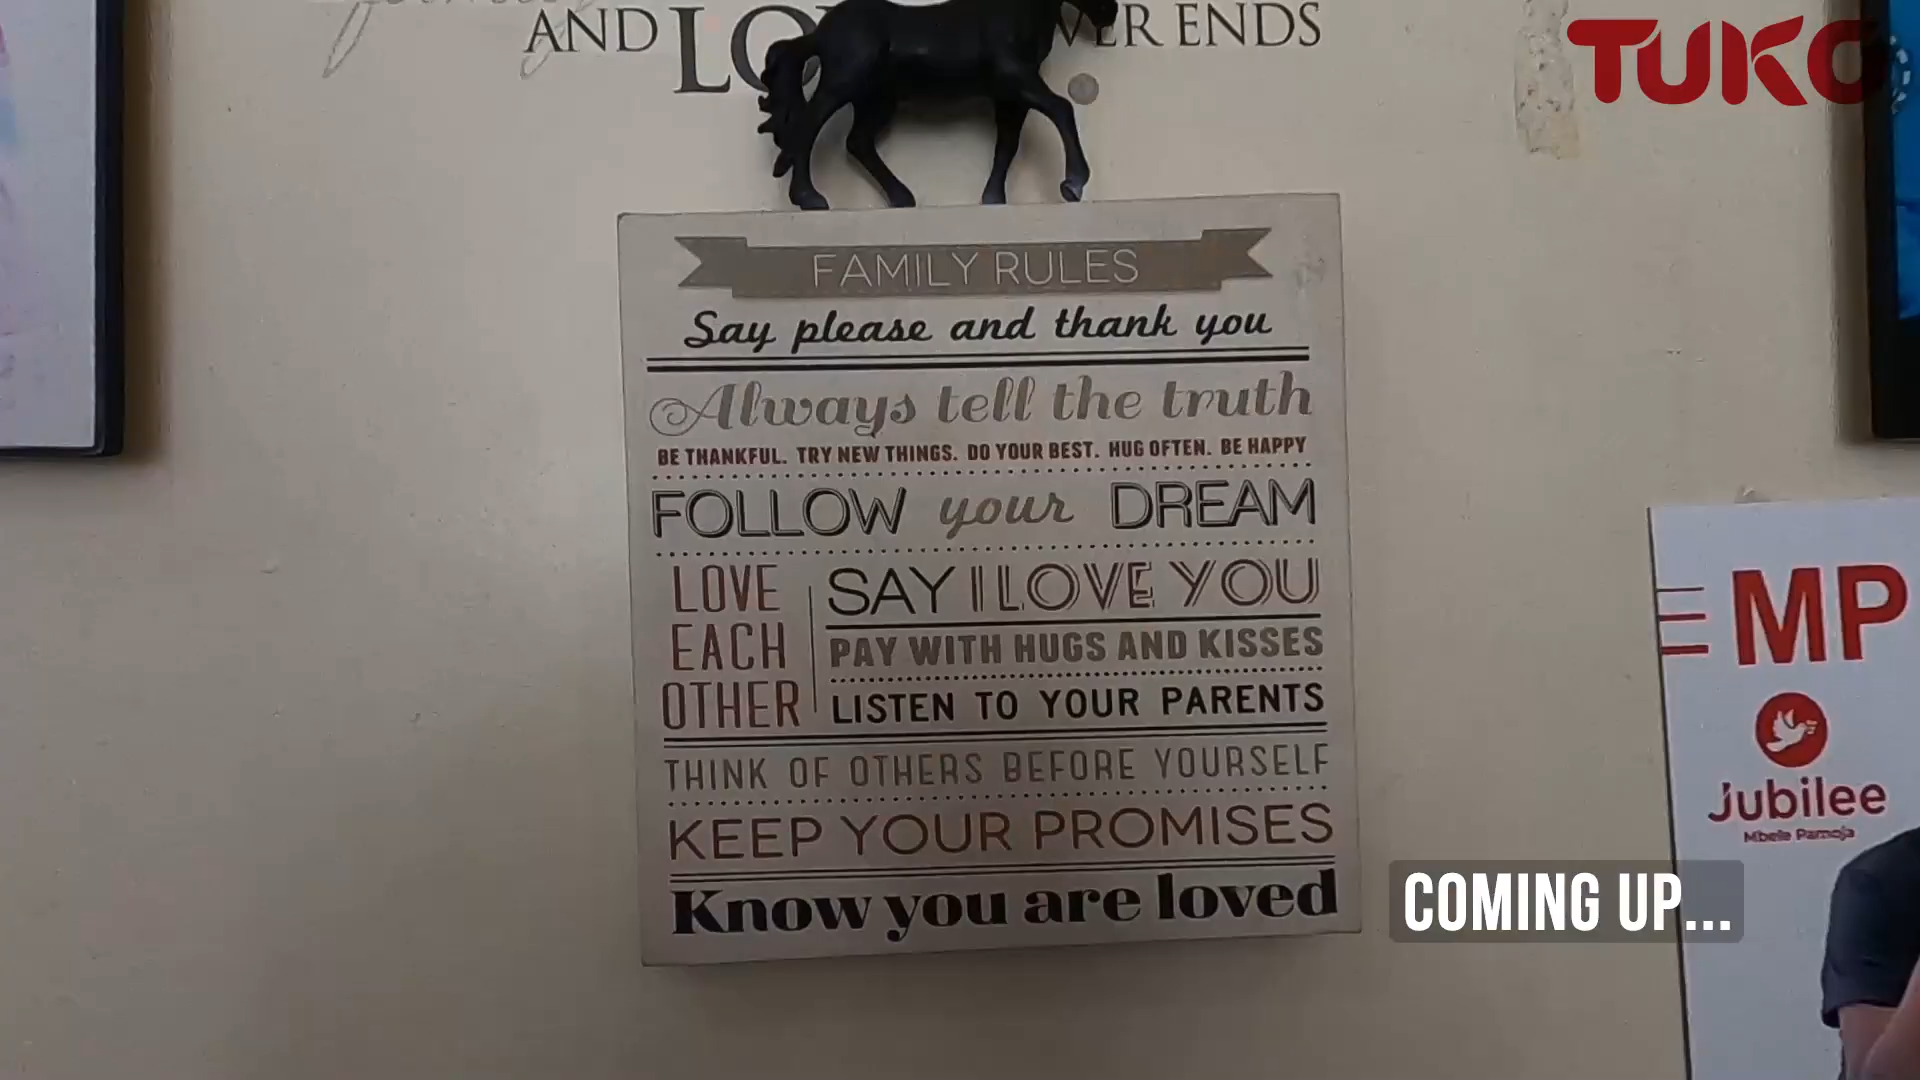 AND LO VER ENDS
TUKO
FAMILY RULES
Say please and thank you
Always tell the truth
BE THANKFUL. TRY NEW THINGS. DO YOUR BEST. HUG OFTEN. BE HAPPY
FOLLOW your DREAM
LOVE
EACH
OTHER
SAY I LOVE YOU
PAY WITH HUGS AND KISSES
LISTEN TO YOUR PARENTS
THINK OF OTHERS BEFORE YOURSELF
KEEP YOUR PROMISES
Know you are loved
MP
Jubilee
Mbele Pamoja
COMING UP...